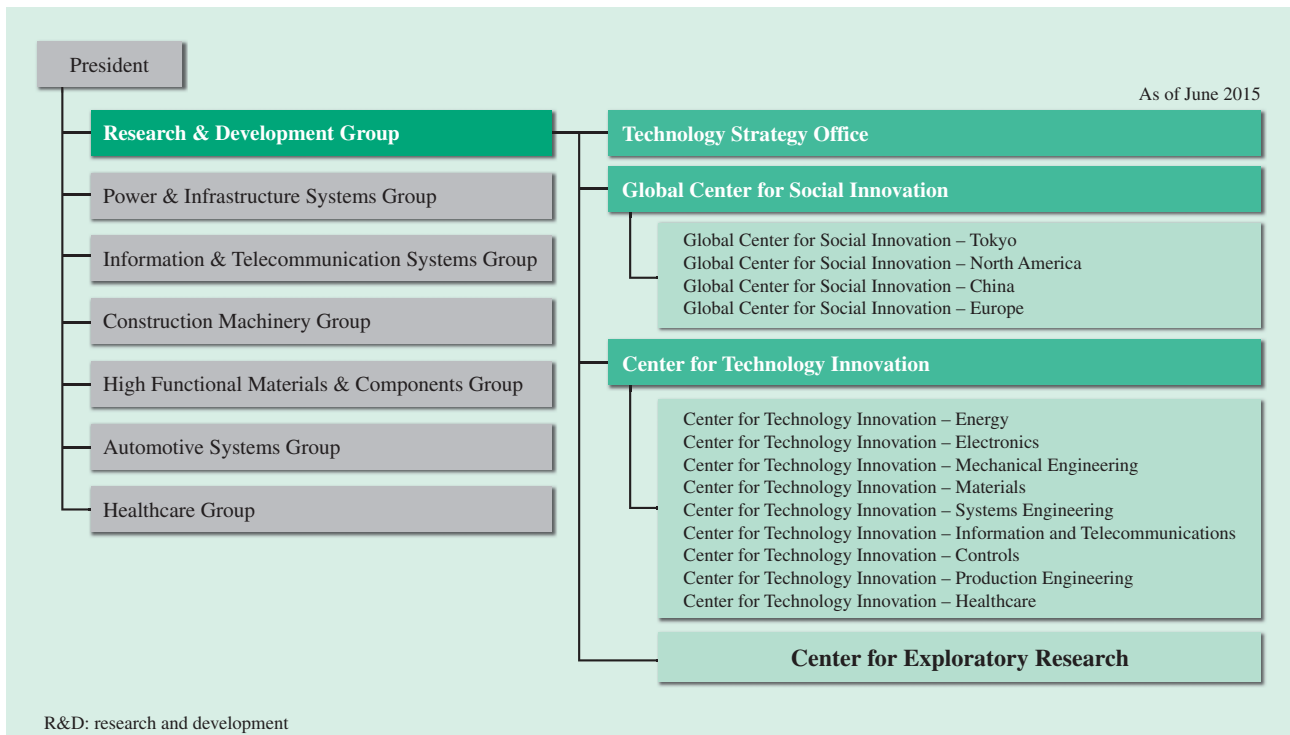 President
As of June 2015
Research & Development Group
Power & Infrastructure Systems Group
Information & Telecommunication Systems Group
Construction Machinery Group
High Functional Materials & Components Group
Automotive Systems Group
Healthcare Group
Technology Strategy Office
Global Center for Social Innovation
Global Center for Social Innovation – Tokyo
Global Center for Social Innovation – North America
Global Center for Social Innovation – China
Global Center for Social Innovation – Europe
Center for Technology Innovation
Center for Technology Innovation – Energy
Center for Technology Innovation – Electronics
Center for Technology Innovation – Mechanical Engineering
Center for Technology Innovation – Materials
Center for Technology Innovation – Systems Engineering
Center for Technology Innovation – Information and Telecommunications
Center for Technology Innovation – Controls
Center for Technology Innovation – Production Engineering
Center for Technology Innovation – Healthcare
Center for Exploratory Research
R&D: research and development